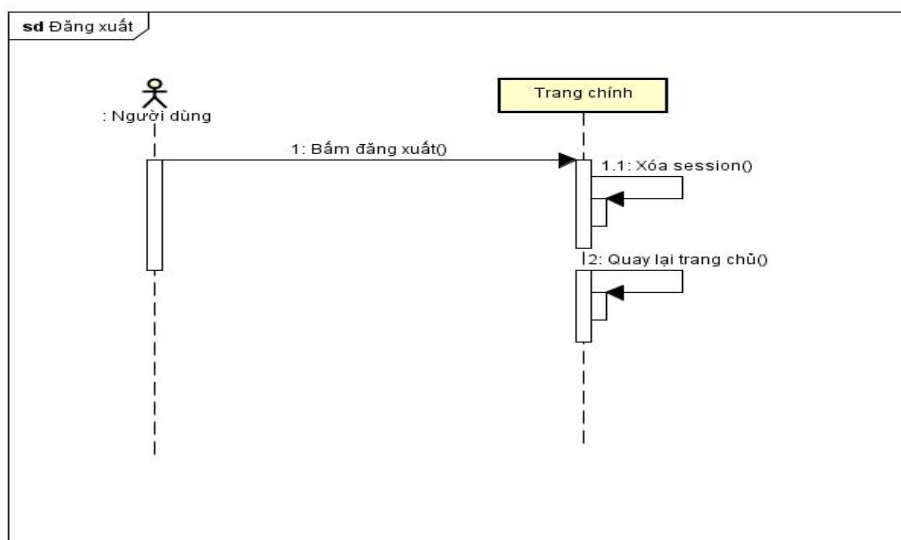 sd Đăng xuất
Trang chính
: Người dùng
1: Bấm đăng xuất()
1.1: Xóa session()
2: Quay lại trang chủ()